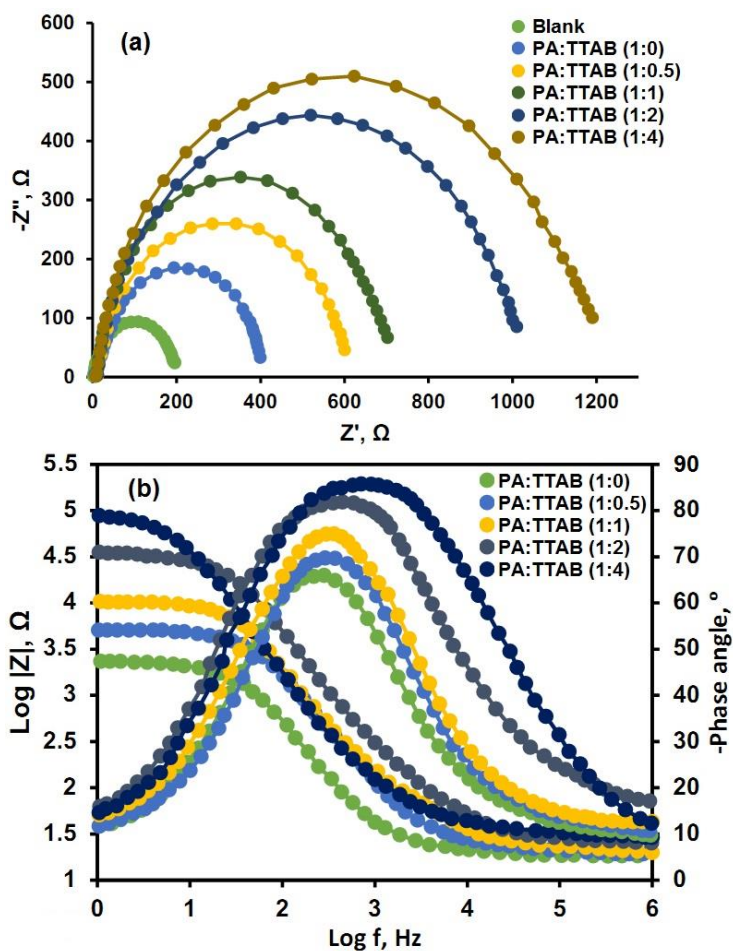 (a)
-Z'', Ω
600
500
400
300
200
100
0
0 200 400 600 800 1000 1200
Z', Ω
Blank
PA:TTAB (1:0)
PA:TTAB (1:0.5)
PA:TTAB (1:1)
PA:TTAB (1:2)
PA:TTAB (1:4)
(b)
Log |Z|, Ω
5.5
5
4.5
4
3.5
3
2.5
2
1.5
1
PA:TTAB (1:0)
PA:TTAB (1:0.5)
PA:TTAB (1:1)
PA:TTAB (1:2)
PA:TTAB (1:4)
90
80
70
60
50
40
30
20
10
0
-Phase angle, °
0 1 2 3 4 5 6
Log f, Hz